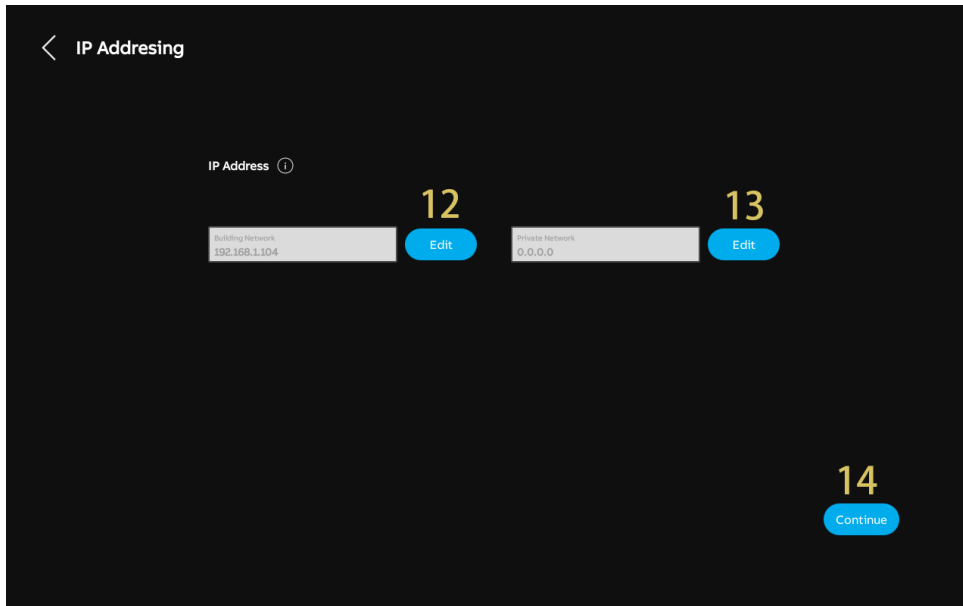 IP Addresing
IP Address
12
13
Building Network
192.168.1.104
Edit
Private Network
0.0.0.0
Edit
14
Continue